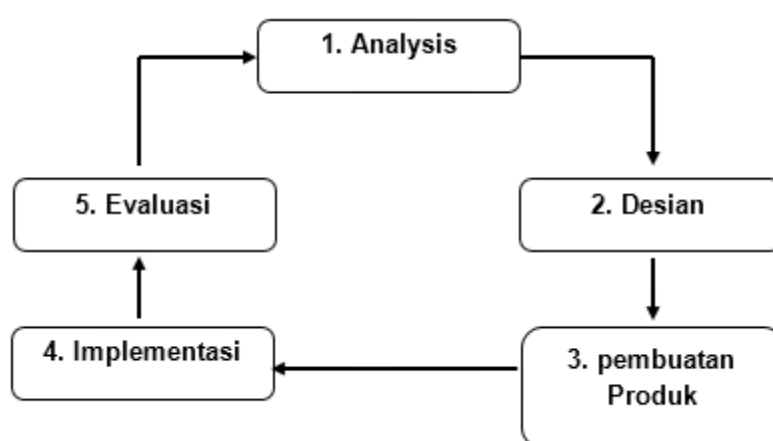 1. Analysis
2. Desian
3. pembuatan
Produk
4. Implementasi
5. Evaluasi